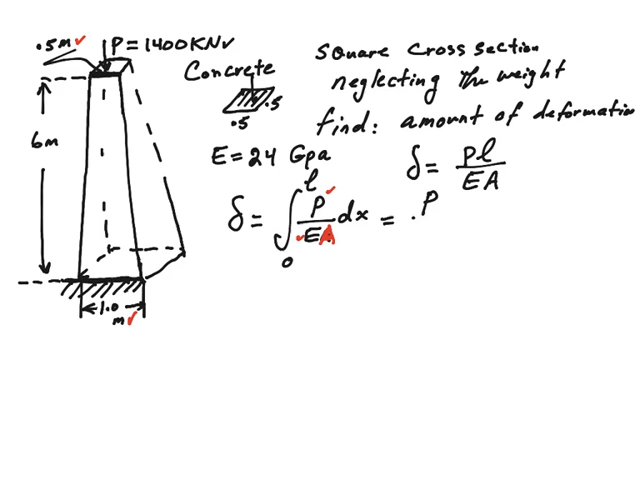 .5m✓ P = 1400KN✓
Concrete
.5
.5
6m
1.0
m✓
Square Cross section
neglecting the weight
find: amount of deformation
E = 24 Gpa
δ = Pl/EA
δ = ∫₀ˡ P✓/✓EA dx = P